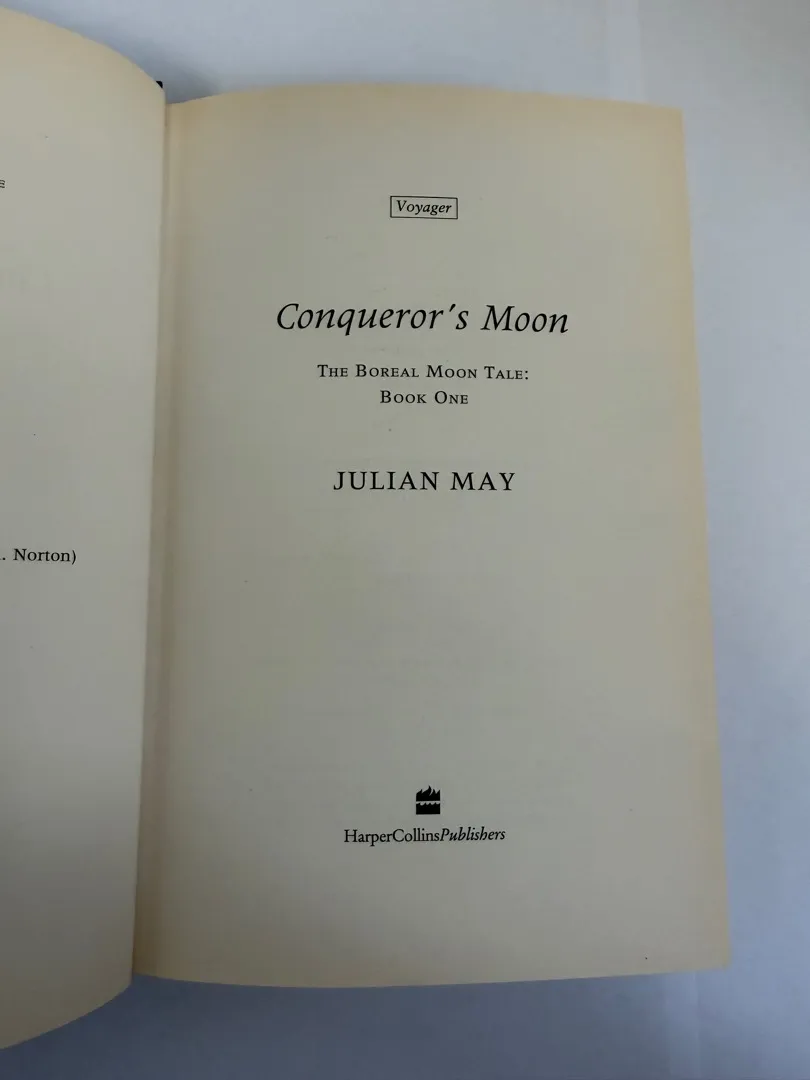 Norton)
Voyager
Conqueror's Moon
THE BOREAL MOON TALE:
BOOK ONE
JULIAN MAY
HarperCollinsPublishers